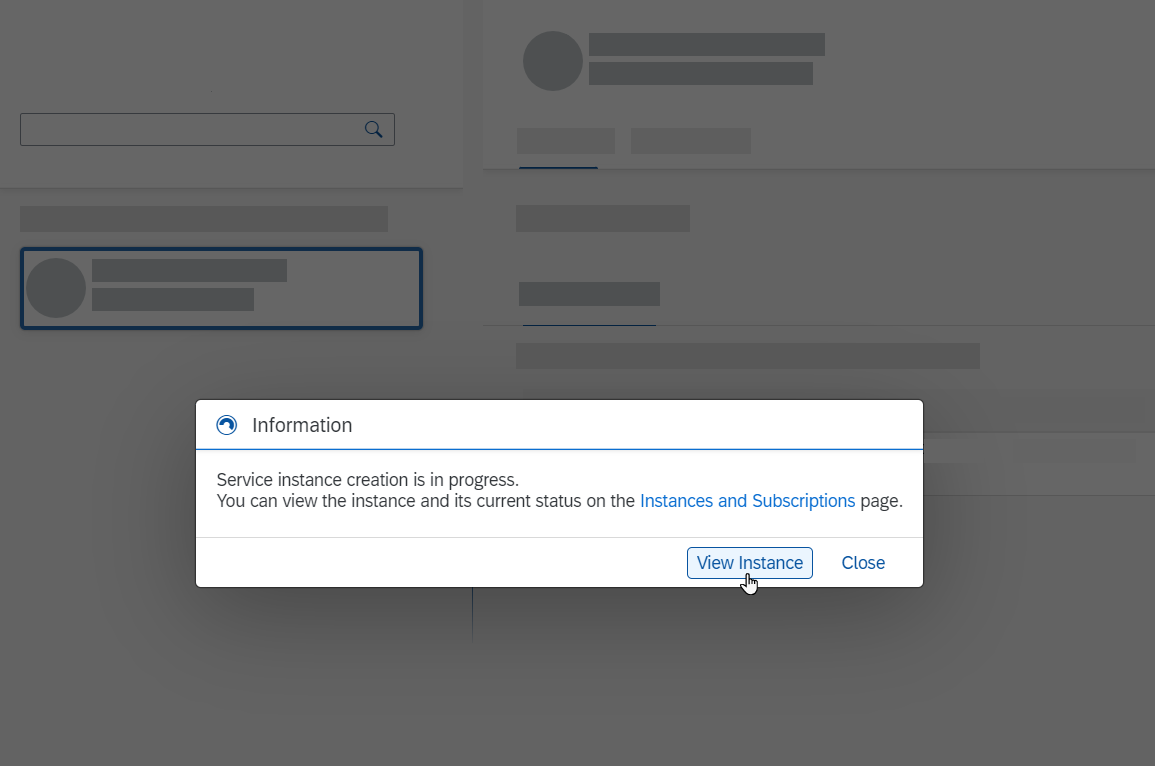 Information
Service instance creation is in progress.
You can view the instance and its current status on the Instances and Subscriptions page.
View Instance Close